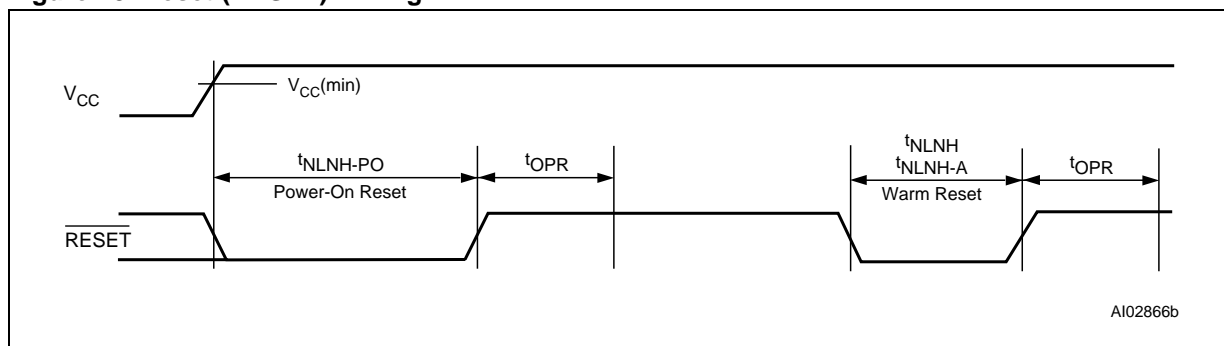 VCC
VCC(min)
tNLNH-PO
Power-On Reset
tOPR
tNLNH
tNLNH-A
Warm Reset
tOPR
RESET
AI02866b